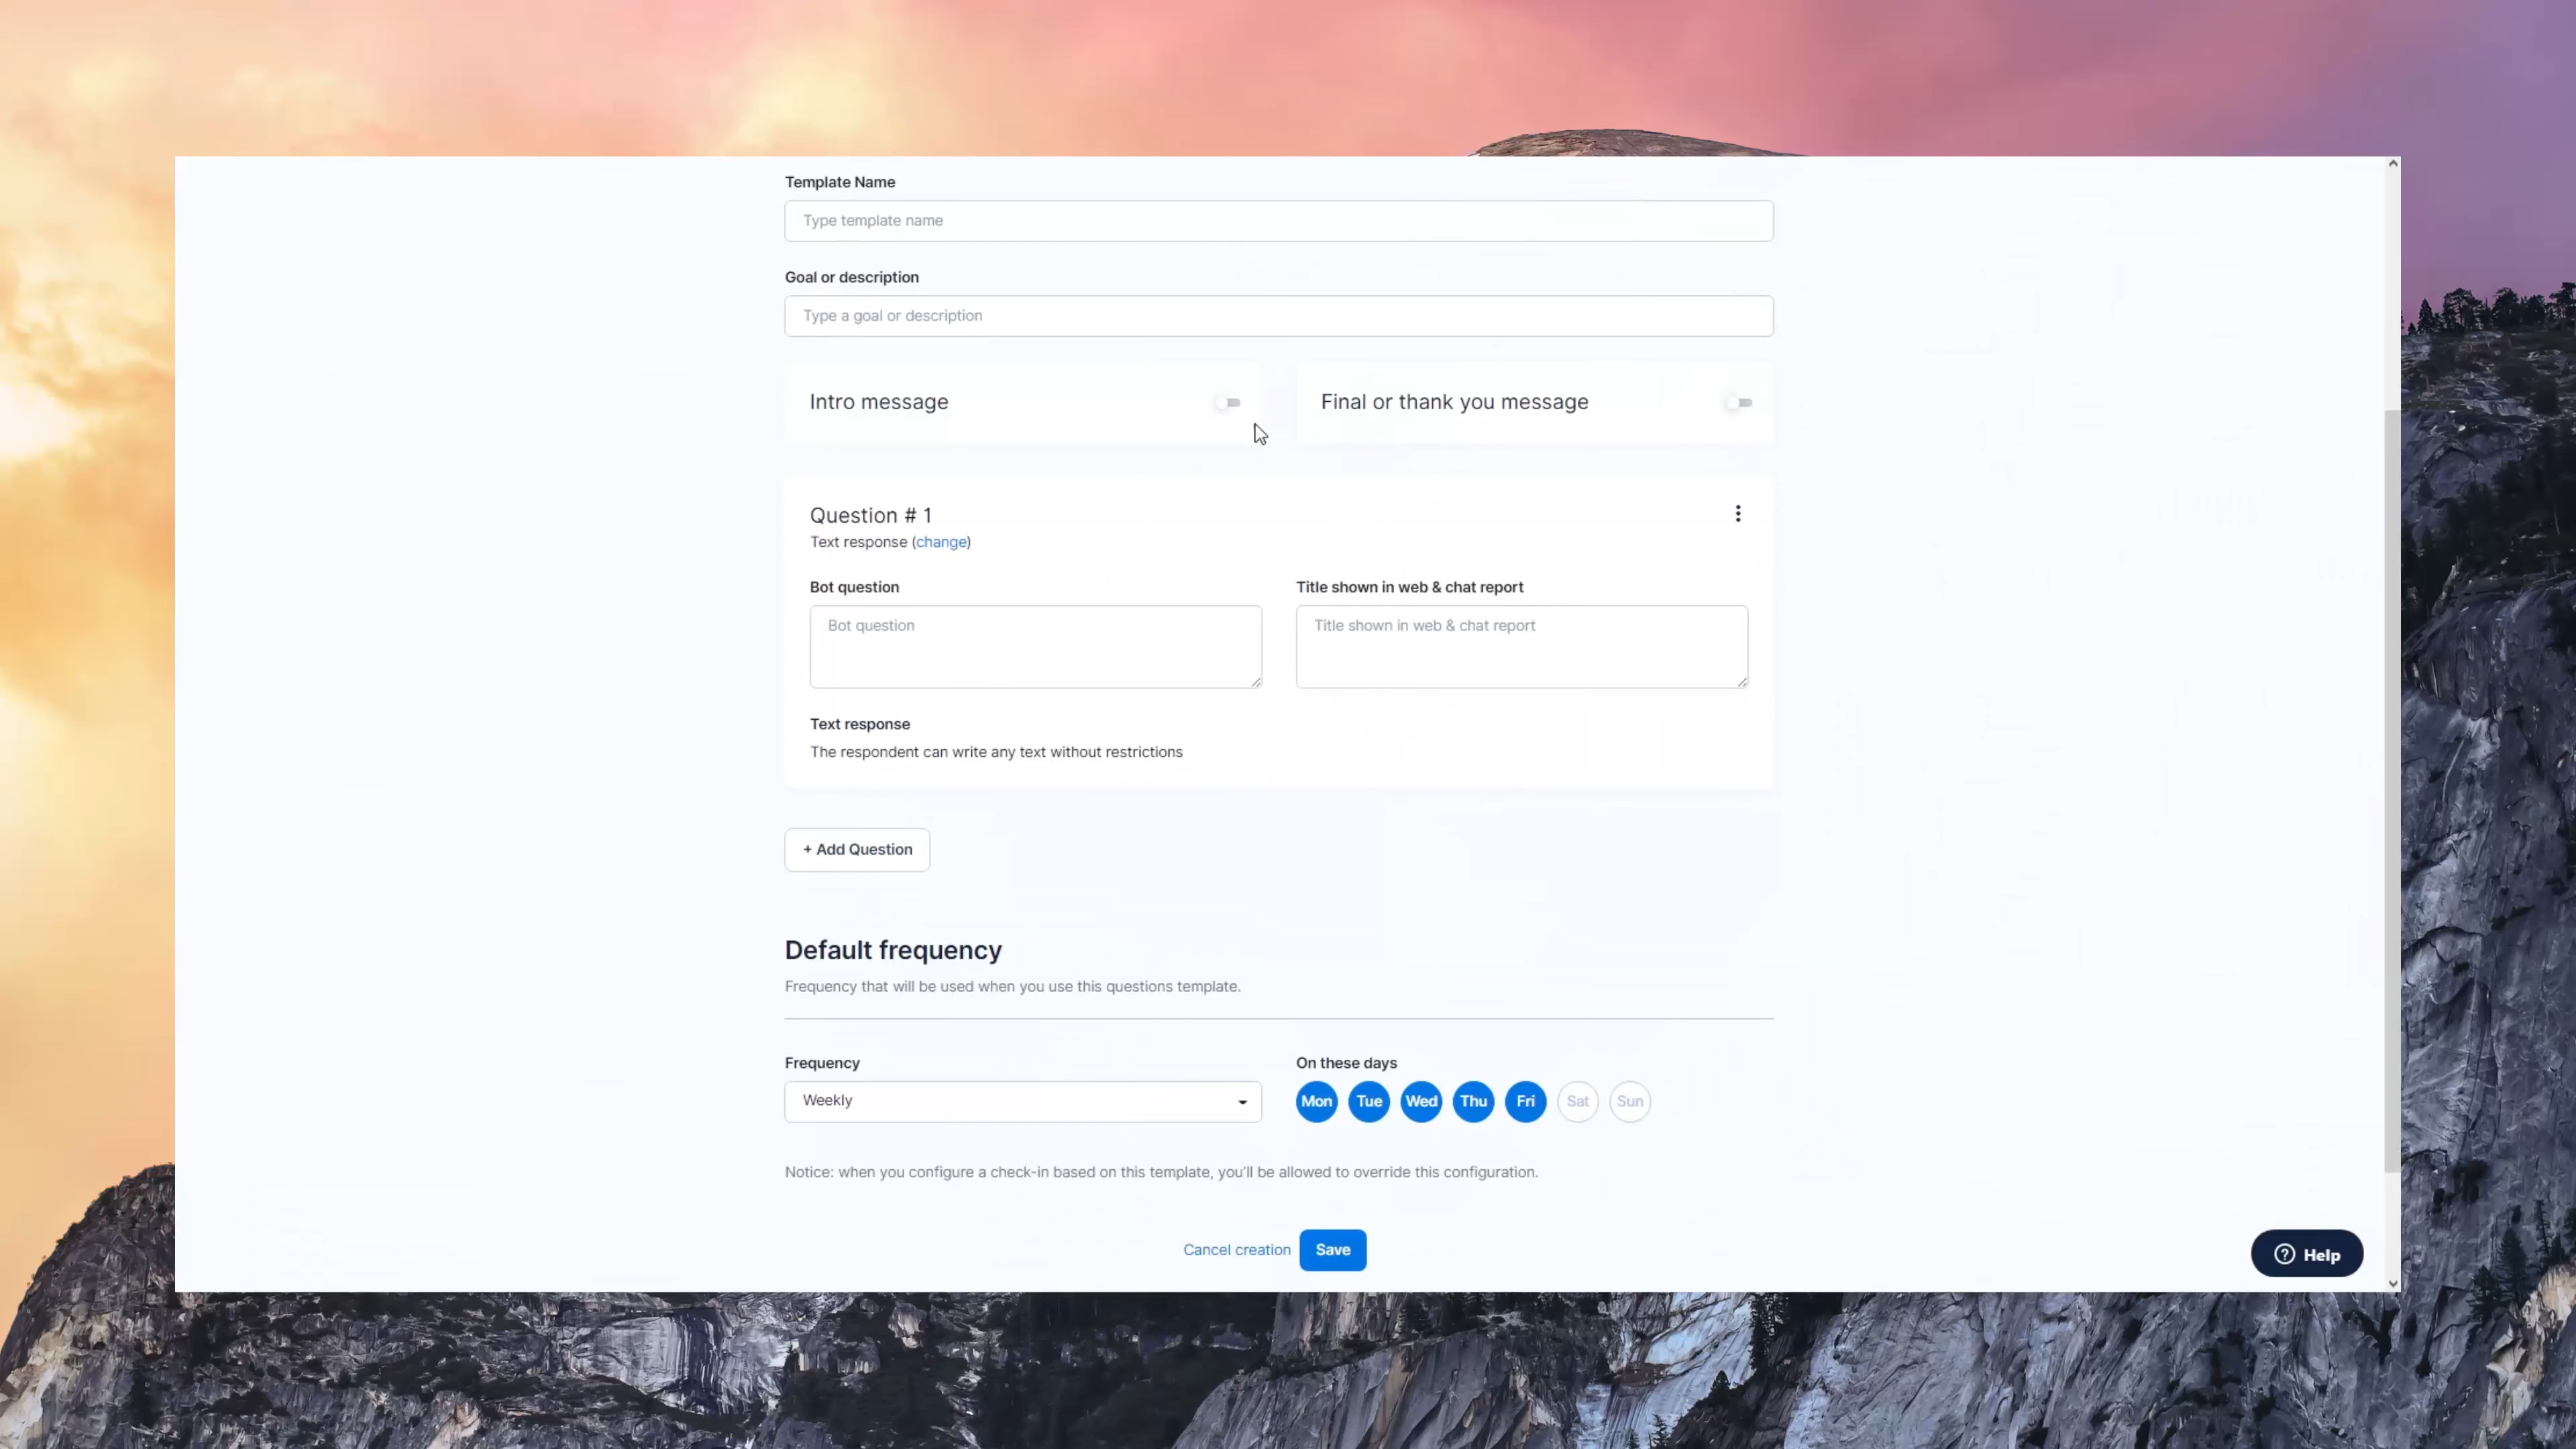 Template Name
Type template name
Goal or description
Type a goal or description
Intro message
Final or thank you message
Question # 1
Text response (change)
Bot question
Title shown in web & chat report
Bot question
Title shown in web & chat report
Text response
The respondent can write any text without restrictions
+ Add Question
Default frequency
Frequency that will be used when you use this questions template.
Frequency
On these days
Weekly
Mon Tue Wed Thu Fri Sat Sun
Notice: when you configure a check-in based on this template, you'll be allowed to override this configuration.
Cancel creation Save
Help